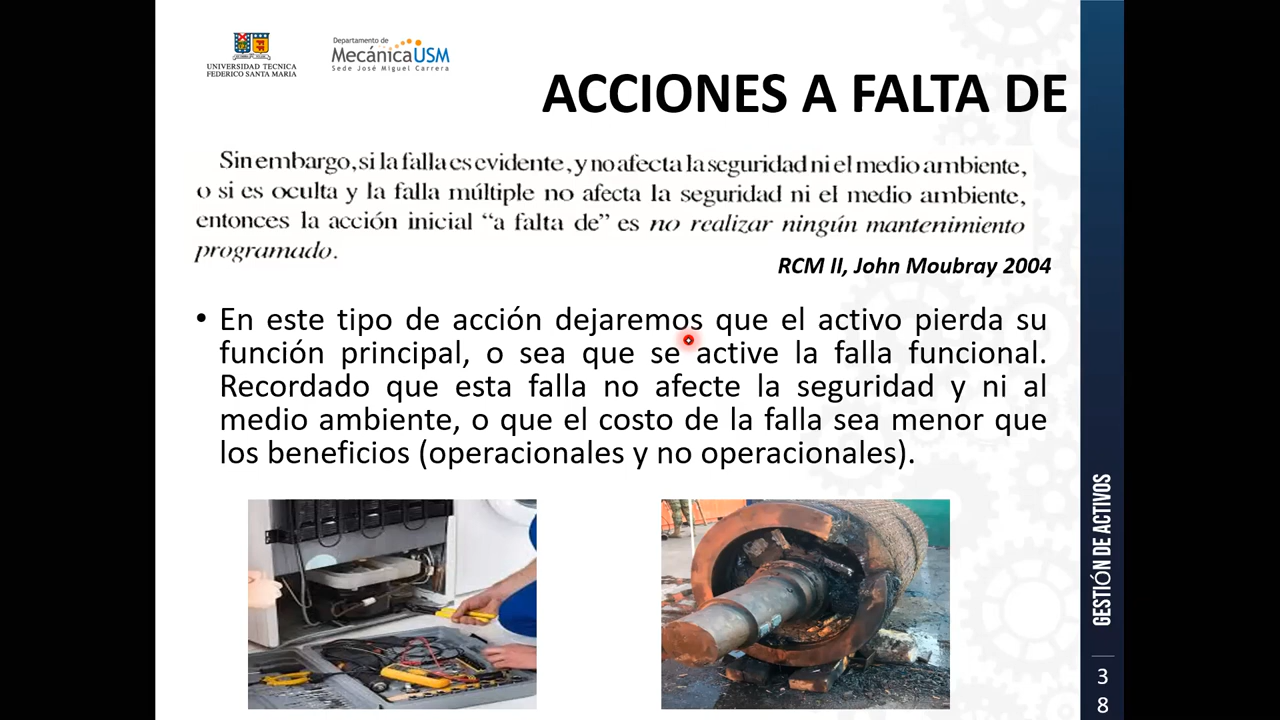 UNIVERSIDAD TECNICA
FEDERICO SANTA MARIA
Departamento de
MecánicaUSM
Sede José Miguel Carrera
ACCIONES A FALTA DE
Sin embargo, si la falla es evidente, y no afecta la seguridad ni el medio ambiente,
o si es oculta y la falla múltiple no afecta la seguridad ni el medio ambiente,
entonces la acción inicial “a falta de” es no realizar ningún mantenimiento
programado.
RCM II, John Moubray 2004
• En este tipo de acción dejaremos que el activo pierda su
función principal, o sea que se active la falla funcional.
Recordado que esta falla no afecte la seguridad y ni al
medio ambiente, o que el costo de la falla sea menor que
los beneficios (operacionales y no operacionales).
GESTIÓN DE ACTIVOS
3
8